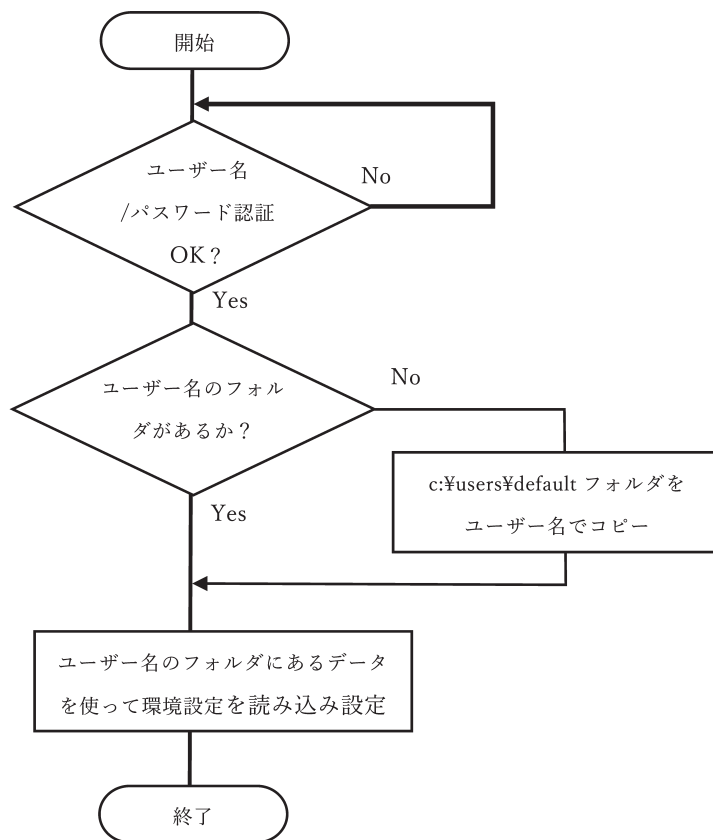 開始
ユーザー名
/パスワード認証
OK?
No
Yes
ユーザー名のフォル
ダがあるか?
No
c:¥users¥default フォルダを
ユーザー名でコピー
Yes
ユーザー名のフォルダにあるデータ
を使って環境設定を読み込み設定
終了